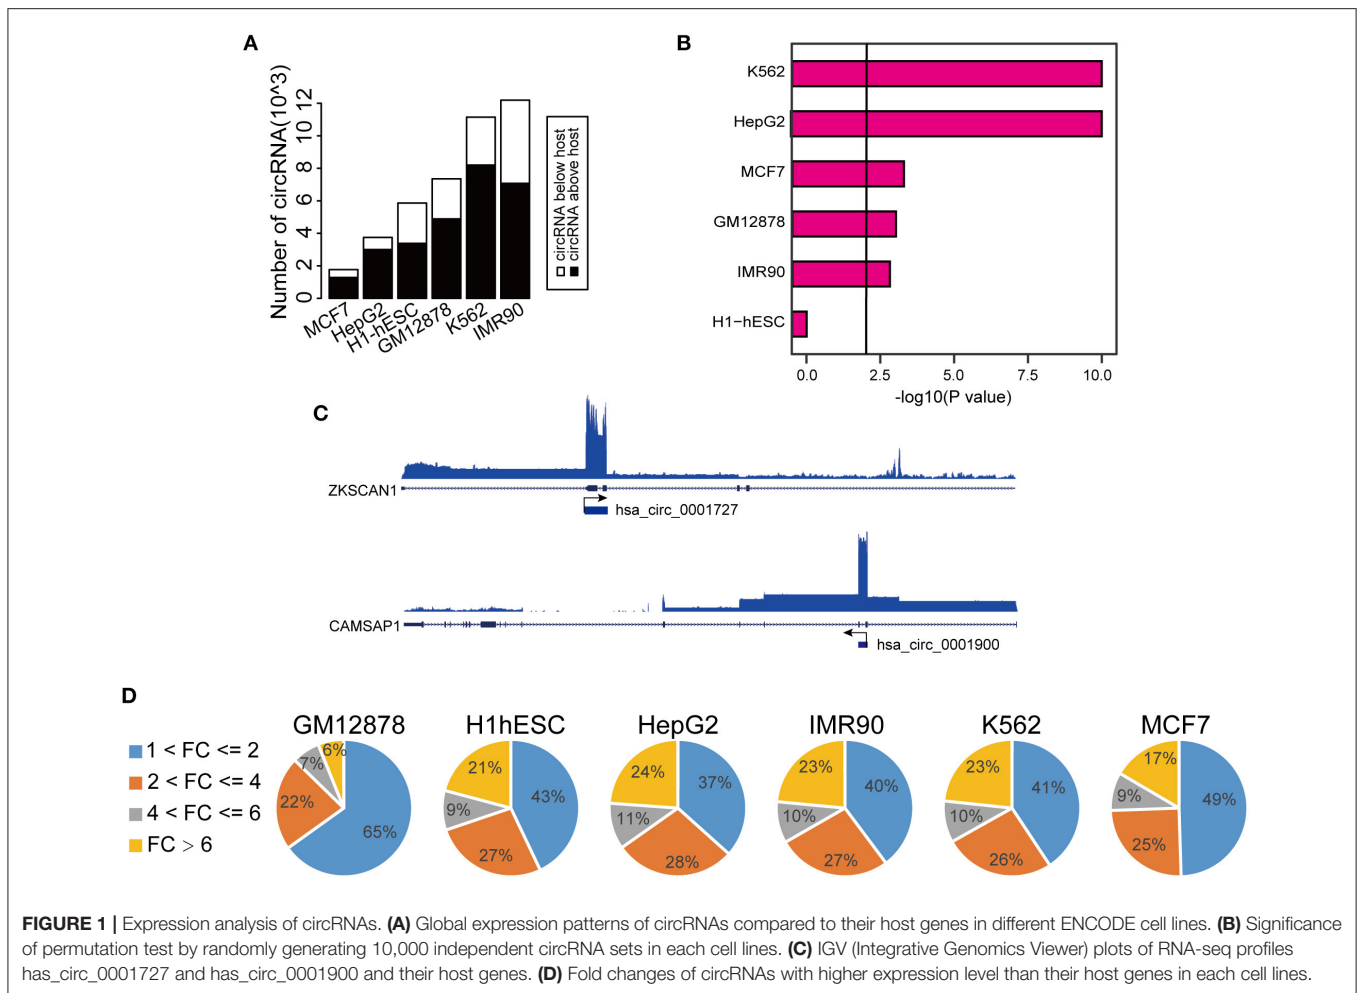 A
Number of circRNA(10^3)
0
2
4
6
8
10
12
MCF7
HepG2
H1-hESC
GM12878
K562
IMR90
circRNA below host
circRNA above host
B
K562
HepG2
MCF7
GM12878
IMR90
H1−hESC
0.0 2.5 5.0 7.5 10.0
-log10(P value)
C
ZKSCAN1
hsa_circ_0001727
CAMSAP1
hsa_circ_0001900
D
1 < FC <= 2
2 < FC <= 4
4 < FC <= 6
FC > 6
GM12878
6%
7%
22%
65%
H1hESC
21%
43%
9%
27%
HepG2
24%
37%
11%
28%
IMR90
23%
40%
10%
27%
K562
23%
41%
10%
26%
MCF7
17%
49%
9%
25%
FIGURE 1 | Expression analysis of circRNAs. (A) Global expression patterns of circRNAs compared to their host genes in different ENCODE cell lines. (B) Significance
of permutation test by randomly generating 10,000 independent circRNA sets in each cell lines. (C) IGV (Integrative Genomics Viewer) plots of RNA-seq profiles
has_circ_0001727 and has_circ_0001900 and their host genes. (D) Fold changes of circRNAs with higher expression level than their host genes in each cell lines.